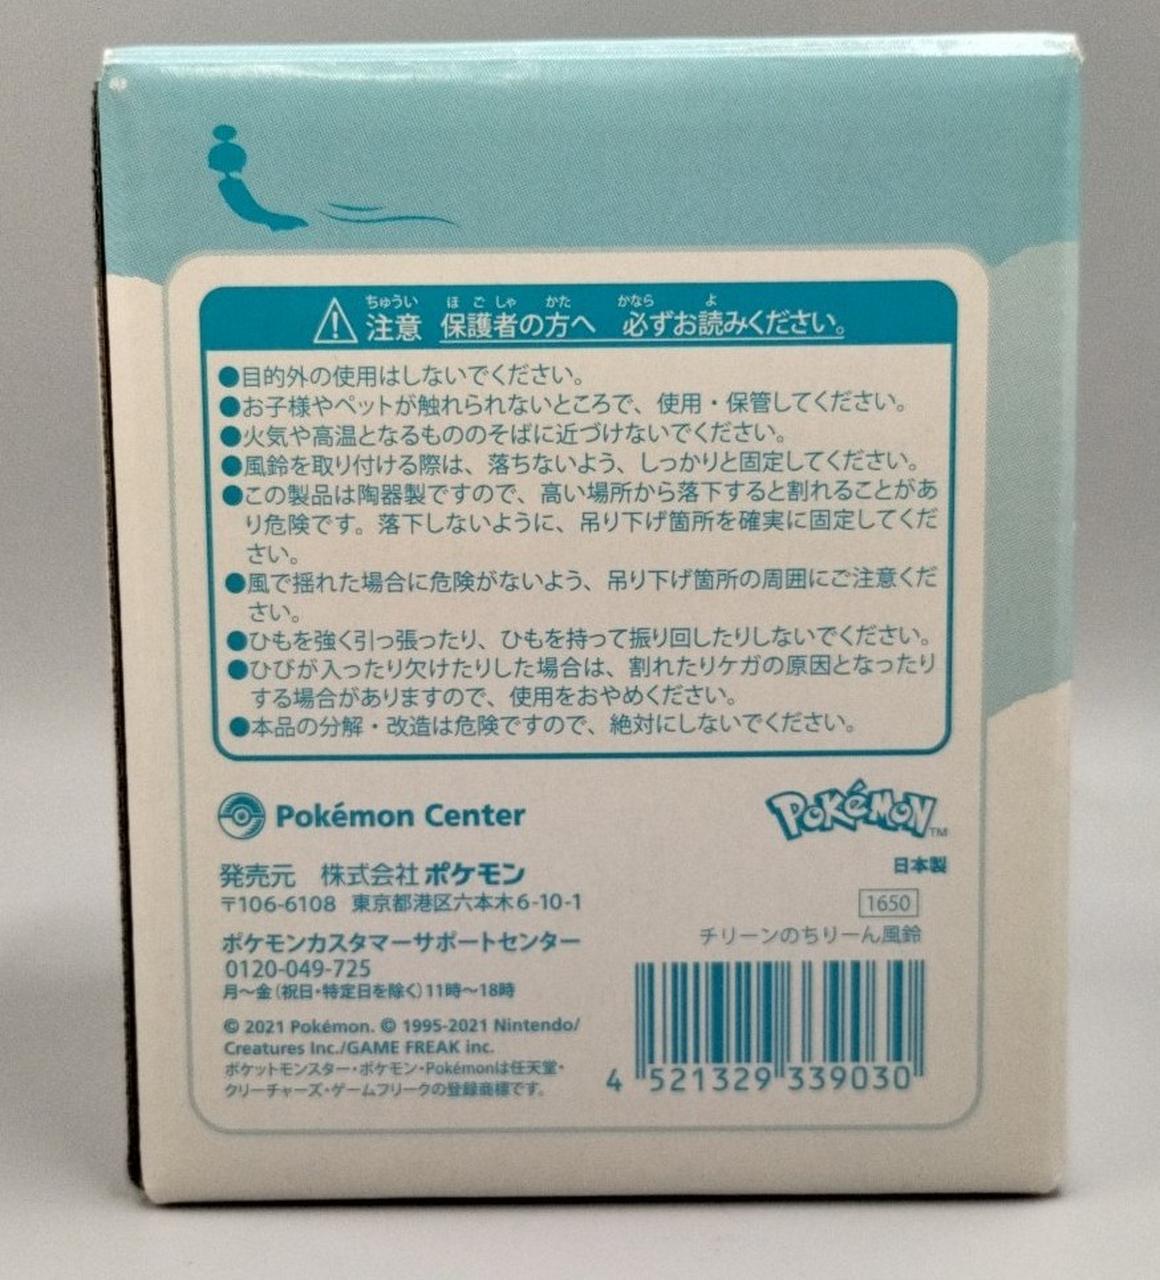 ちゅうい ほ ご しゃ かた かなら よ
注意 保護者の方へ 必ずお読みください。
●目的外の使用はしないでください。
●お子様やペットが触れられないところで、使用・保管してください。
●火気や高温となるもののそばに近づけないでください。
●風鈴を取り付ける際は、落ちないよう、しっかりと固定してください。
●この製品は陶器製ですので、高い場所から落下すると割れることがあ
り危険です。落下しないように、吊り下げ箇所を確実に固定してくだ
さい。
●風で揺れた場合に危険がないよう、吊り下げ箇所の周囲にご注意くだ
さい。
●ひもを強く引っ張ったり、ひもを持って振り回したりしないでください。
●ひびが入ったり欠けたりした場合は、割れたりケガの原因となったり
する場合がありますので、使用をおやめください。
●本品の分解・改造は危険ですので、絶対にしないでください。
Pokémon Center
POKéMON™
発売元 株式会社ポケモン
〒106-6108 東京都港区六本木6-10-1
ポケモンカスタマーサポートセンター
0120-049-725
月〜金(祝日・特定日を除く)11時〜18時
© 2021 Pokémon. © 1995-2021 Nintendo/
Creatures Inc./GAME FREAK inc.
ポケットモンスター・ポケモン・Pokémonは任天堂・
クリーチャーズ・ゲームフリークの登録商標です。
日本製
1650
チリーンのちりーん風鈴
4 521329 339030